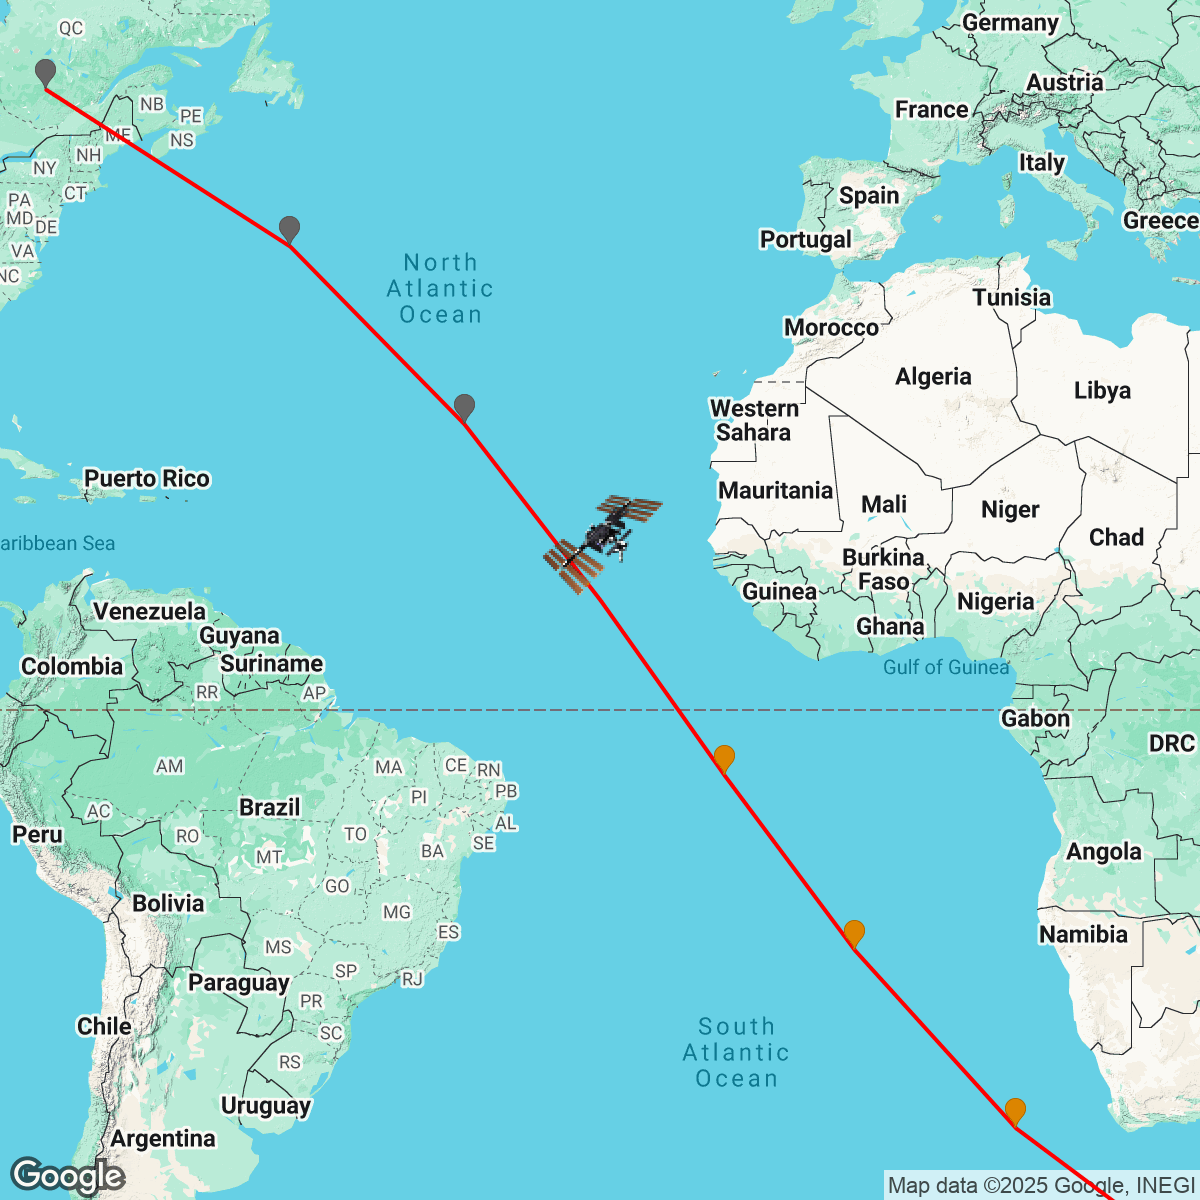 QC
Germany
Austria
France
NB
PE
ME
NS
NH
Italy
NY
CT
Spain
PA
MD
DE
Greece
Portugal
VA
NC
North
Atlantic
Ocean
Tunisia
Morocco
Algeria
Libya
Western
Sahara
Puerto Rico
Mauritania
Mali
Niger
Chad
aribbean Sea
Burkina
Faso
Guinea
Nigeria
Venezuela
Guyana
Ghana
Colombia
Suriname
Gulf of Guinea
RR
AP
Gabon
DRC
AM
MA
CE
RN
PI
PB
AC
Brazil
AL
Peru
RO
TO
SE
MT
BA
Angola
GO
Bolivia
MG
ES
Namibia
MS
SP
RJ
Paraguay
PR
Chile
SC
South
Atlantic
Ocean
RS
Uruguay
Argentina
Google
Map data ©2025 Google, INEGI